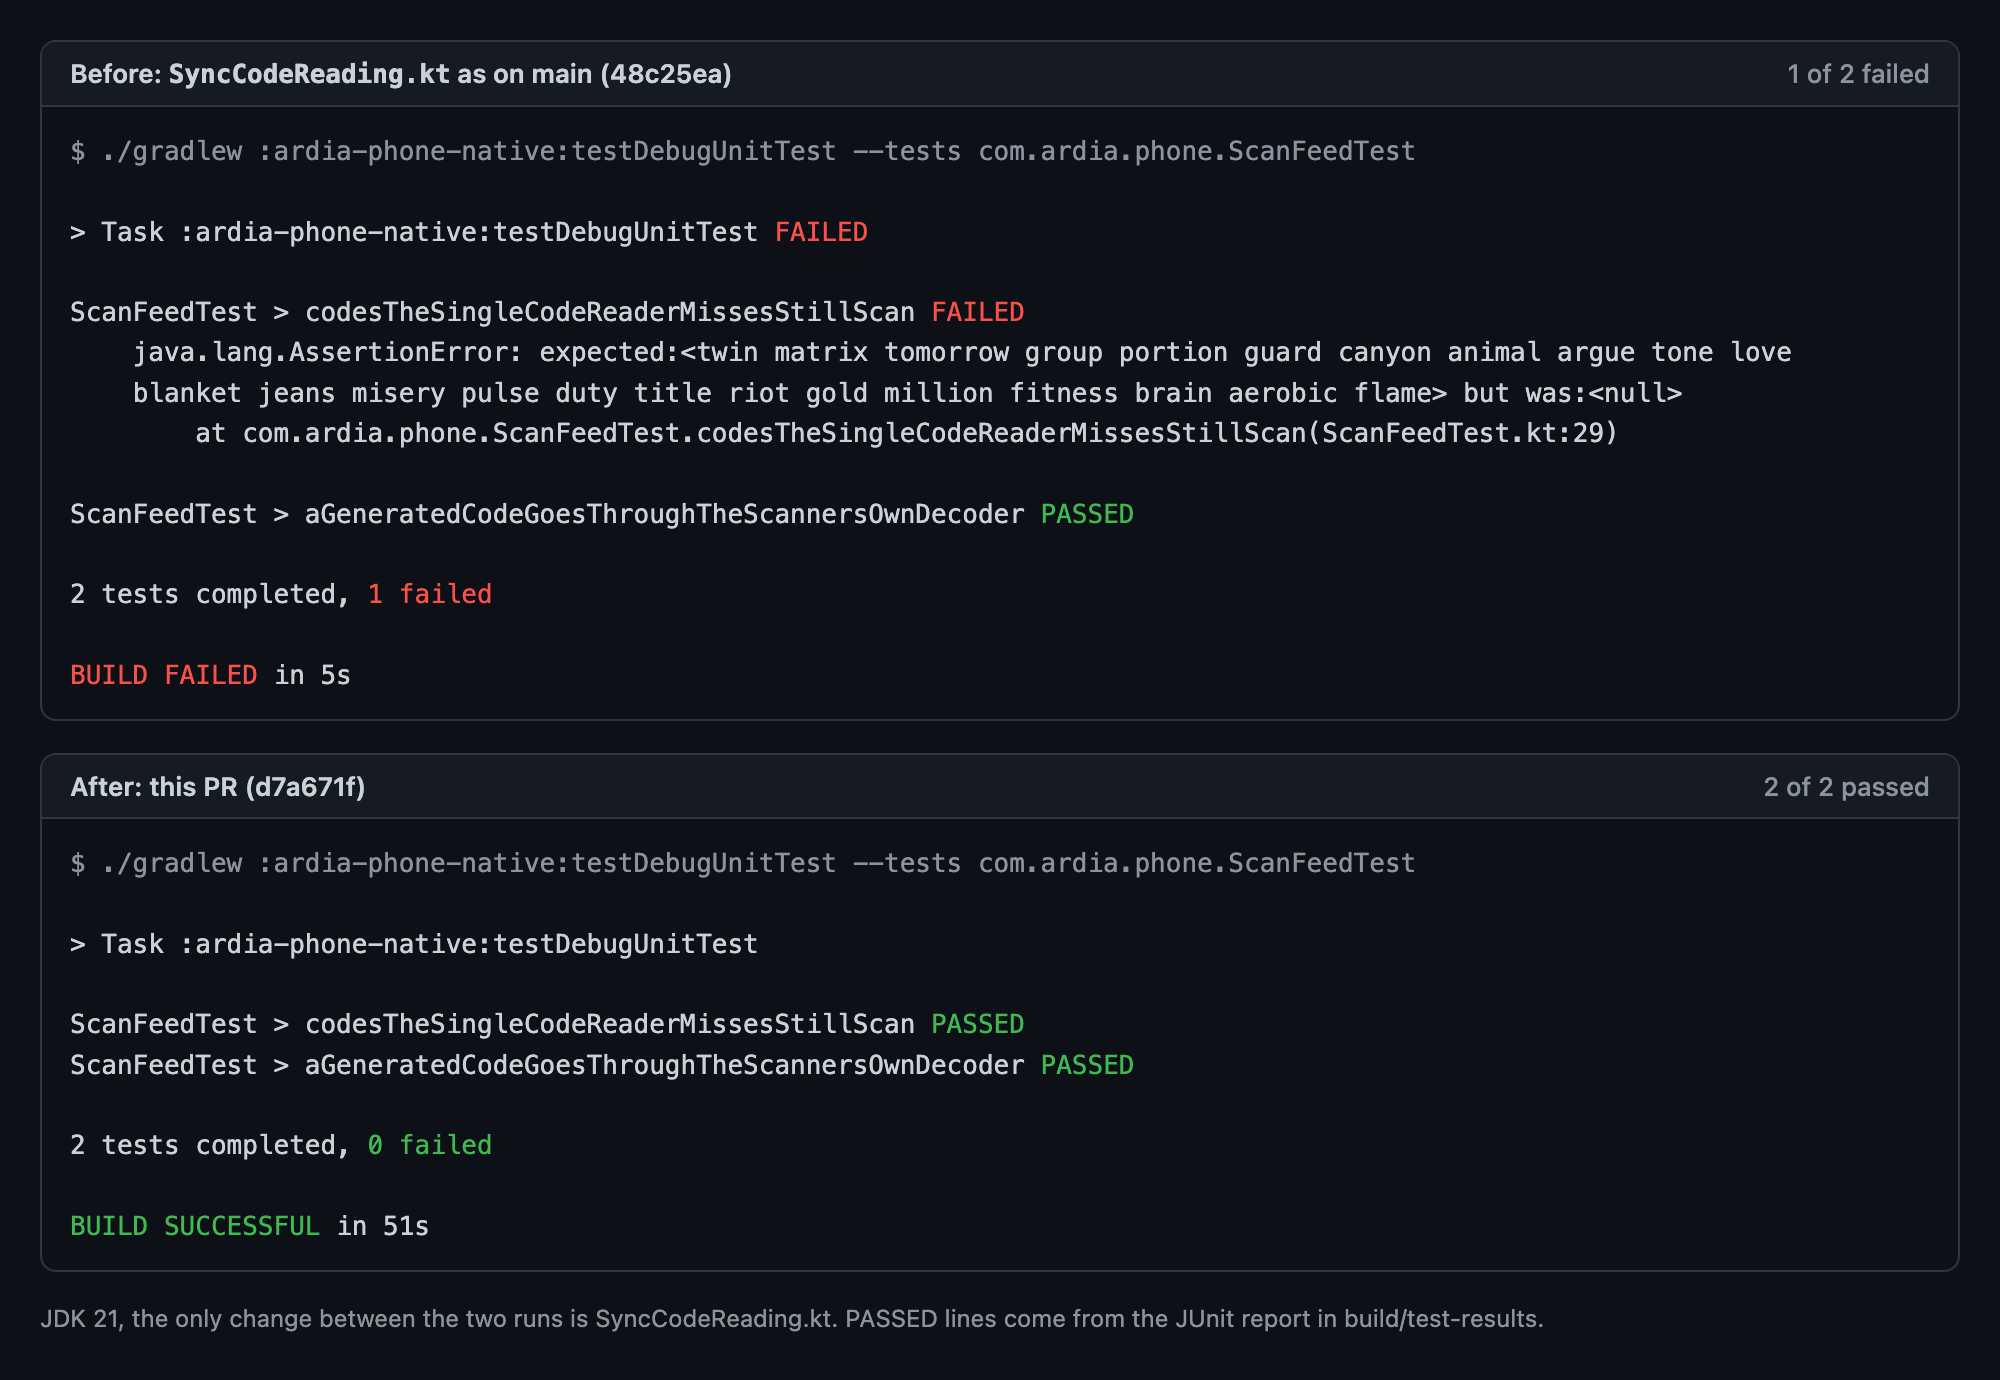 Before: SyncCodeReading.kt as on main (48c25ea)
1 of 2 failed
$ ./gradlew :ardia-phone-native:testDebugUnitTest --tests com.ardia.phone.ScanFeedTest
> Task :ardia-phone-native:testDebugUnitTest FAILED
ScanFeedTest > codesTheSingleCodeReaderMissesStillScan FAILED
java.lang.AssertionError: expected:<twin matrix tomorrow group portion guard canyon animal argue tone love
blanket jeans misery pulse duty title riot gold million fitness brain aerobic flame> but was:<null>
at com.ardia.phone.ScanFeedTest.codesTheSingleCodeReaderMissesStillScan(ScanFeedTest.kt:29)
ScanFeedTest > aGeneratedCodeGoesThroughTheScannersOwnDecoder PASSED
2 tests completed, 1 failed
BUILD FAILED in 5s
After: this PR (d7a671f)
2 of 2 passed
$ ./gradlew :ardia-phone-native:testDebugUnitTest --tests com.ardia.phone.ScanFeedTest
> Task :ardia-phone-native:testDebugUnitTest
ScanFeedTest > codesTheSingleCodeReaderMissesStillScan PASSED
ScanFeedTest > aGeneratedCodeGoesThroughTheScannersOwnDecoder PASSED
2 tests completed, 0 failed
BUILD SUCCESSFUL in 51s
JDK 21, the only change between the two runs is SyncCodeReading.kt. PASSED lines come from the JUnit report in build/test-results.